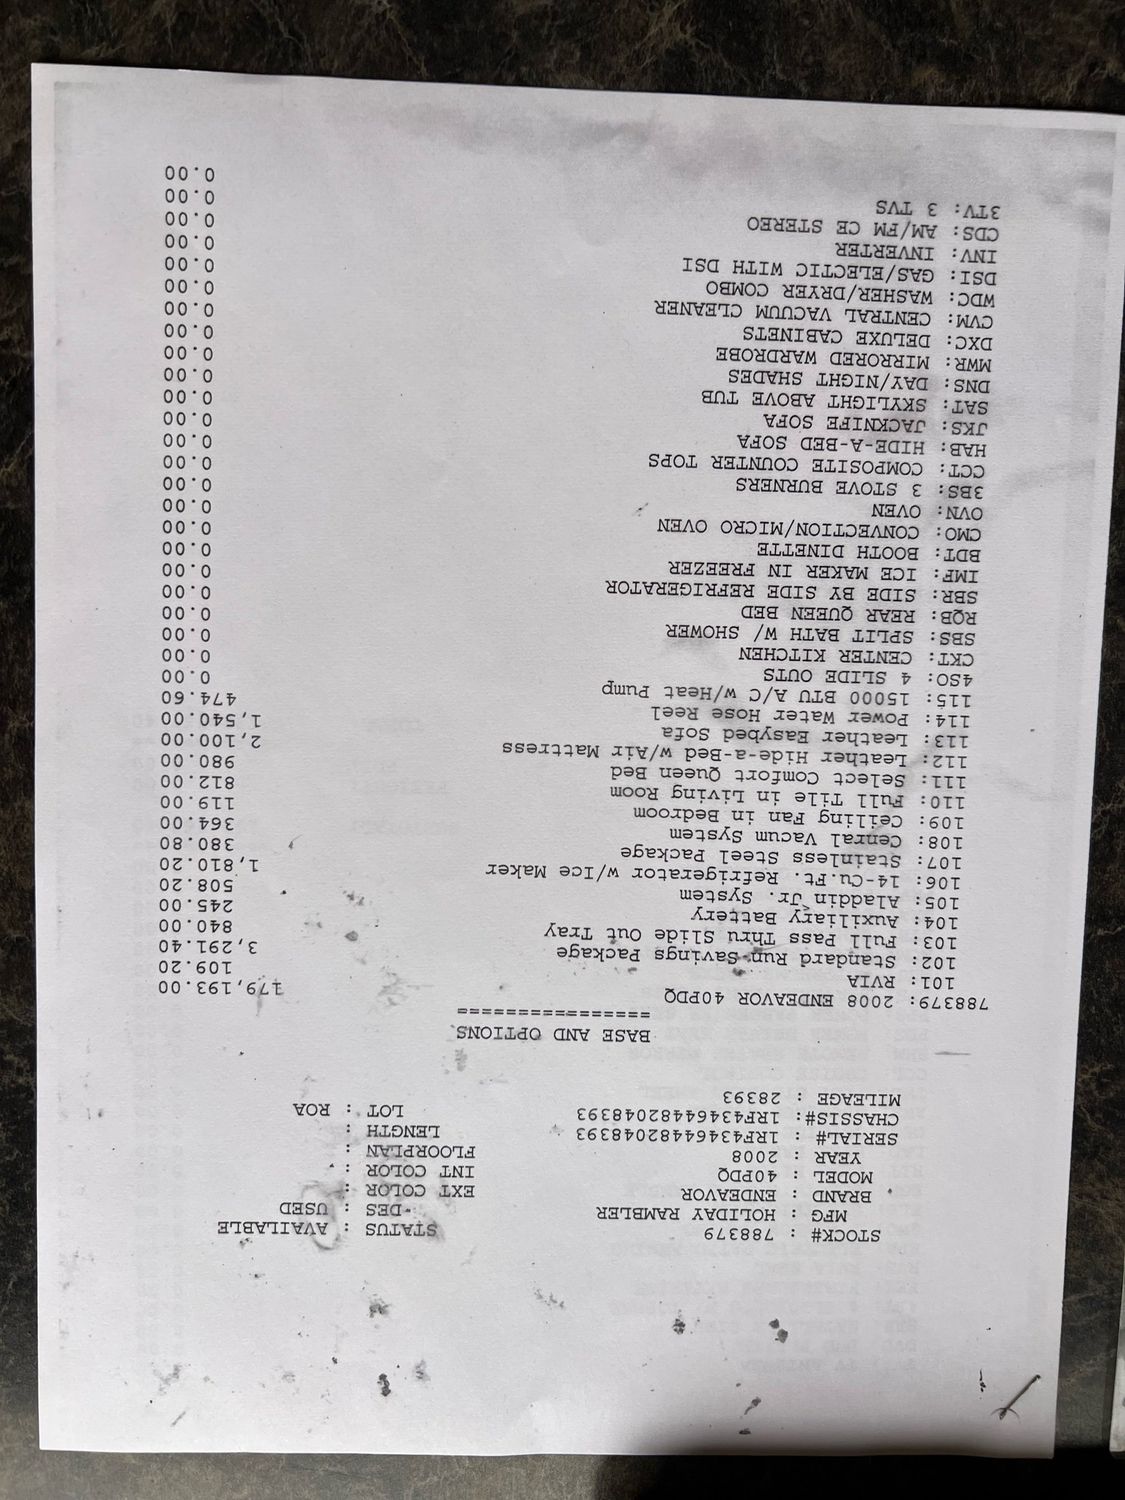 STOCK#: 788379 STATUS : AVAILABLE
MFG : HOLIDAY RAMBLER DES : USED
BRAND : ENDEAVOR EXT COLOR :
MODEL : 40PDQ INT COLOR :
YEAR : 2008 FLOORPLAN :
SERIAL# : 1RF43464482048393 LENGTH :
CHASSIS#: 1RF43464482048393 LOT : ROA
MILEAGE : 28393
BASE AND OPTIONS
================
788379: 2008 ENDEAVOR 40PDQ 179,193.00
101: RVIA 109.20
102: Standard Run Savings Package 3,291.40
103: Full Pass Thru Slide Out Tray 840.00
104: Auxiliary Battery 245.00
105: Aladdin Jr. System 508.20
106: 14-Cu.Ft. Refrigerator w/Ice Maker 1,810.20
107: Stainless Steel Package 380.80
108: Cenral Vacum System 364.00
109: Ceiling Fan in Bedroom 119.00
110: Full Tile in Living Room 812.00
111: Select Comfort Queen Bed 980.00
112: Leather Hide-a-Bed w/Air Mattress 2,100.00
113: Leather Easybed Sofa 1,540.00
114: Power Water Hose Reel 474.60
115: 15000 BTU A/C w/Heat Pump 0.00
4SO: 4 SLIDE OUTS 0.00
CKT: CENTER KITCHEN 0.00
SBS: SPLIT BATH W/ SHOWER 0.00
RQB: REAR QUEEN BED 0.00
SBR: SIDE BY SIDE REFRIGERATOR 0.00
IMF: ICE MAKER IN FREEZER 0.00
BDT: BOOTH DINETTE 0.00
CMO: CONVECTION/MICRO OVEN 0.00
OVN: OVEN 0.00
3BS: 3 STOVE BURNERS 0.00
CCT: COMPOSITE COUNTER TOPS 0.00
HAB: HIDE-A-BED SOFA 0.00
JKS: JACKNIFE SOFA 0.00
SAT: SKYLIGHT ABOVE TUB 0.00
DNS: DAY/NIGHT SHADES 0.00
MWR: MIRRORED WARDROBE 0.00
DXC: DELUXE CABINETS 0.00
CVM: CENTRAL VACUUM CLEANER 0.00
WDC: WASHER/DRYER COMBO 0.00
DSI: GAS/ELECTIC WITH DSI 0.00
INV: INVERTER 0.00
CDS: AM/FM CE STEREO 0.00
3TV: 3 TVS 0.00